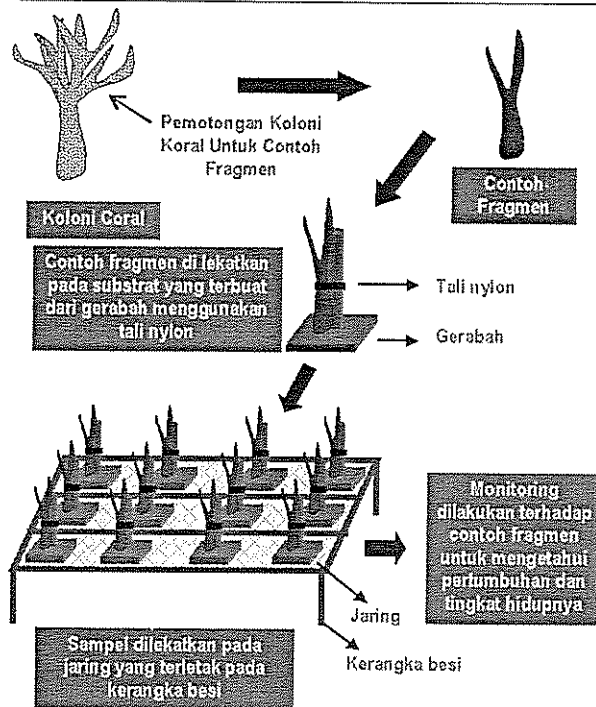 Pemotongan Koloni
Koral Untuk Contoh
Fragmen
Contoh
Fragmen
Koloni Coral
Contoh fragmen di lekatkan
pada substrat yang terbuat
dari gerabah menggunakan
tali nylon
Tali nylon
Gerabah
Monitoring
dilakukan terhadap
contoh fragmen
untuk mengetahui
pertumbuhan dan
tingkat hidupnya
Jaring
Kerangka besi
Sampel dilekatkan pada
jaring yang terletak pada
kerangka besi